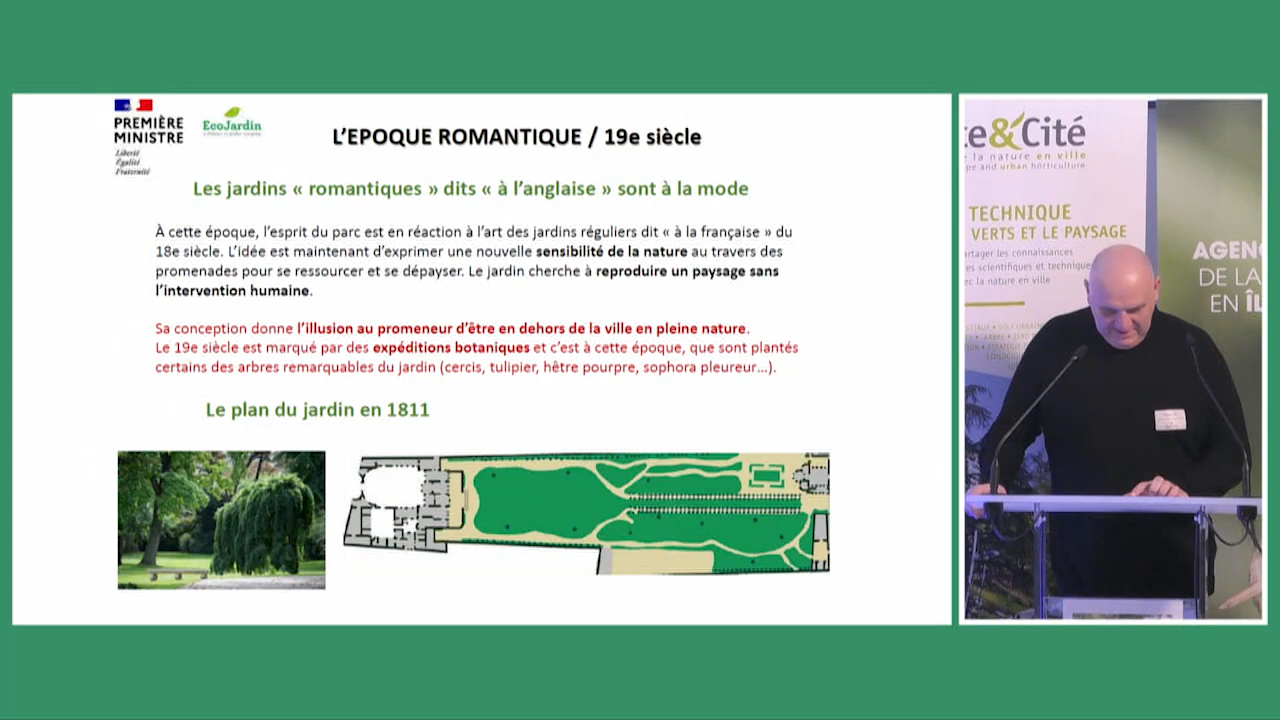 PREMIÈRE
MINISTRE
Liberté
Égalité
Fraternité
EcoJardin
L'EPOQUE ROMANTIQUE / 19e siècle
Les jardins « romantiques » dits « à l'anglaise » sont à la mode
À cette époque, l'esprit du parc est en réaction à l'art des jardins réguliers dit « à la française » du
18e siècle. L'idée est maintenant d'exprimer une nouvelle sensibilité de la nature au travers des
promenades pour se ressourcer et se dépayser. Le jardin cherche à reproduire un paysage sans
l'intervention humaine.
Sa conception donne l'illusion au promeneur d'être en dehors de la ville en pleine nature.
Le 19e siècle est marqué par des expéditions botaniques et c'est à cette époque, que sont plantés
certains des arbres remarquables du jardin (cercis, tulipier, hêtre pourpre, sophora pleureur...).
Le plan du jardin en 1811
te&Cité
la nature en ville
pe and urban horticulture
TECHNIQUE
VERTS ET LE PAYSAGE
artager les connaissances
es scientifiques et technique
ec la nature en ville
AGEN
DE LA
EN ÎL